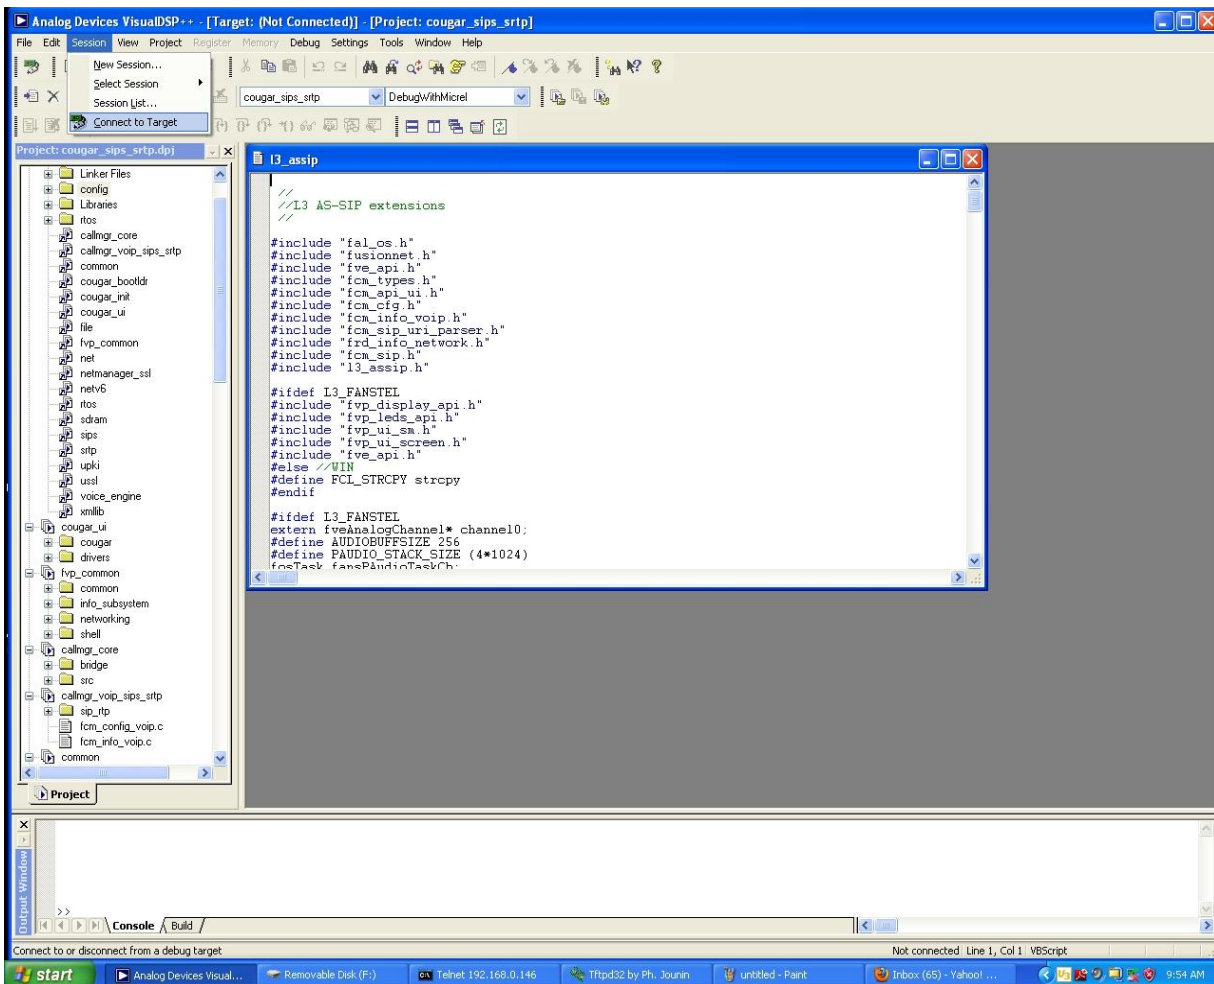 Analog Devices VisualDSP++ - [Target: (Not Connected)] - [Project: cougar_sips_srtp]
File Edit Session View Project Register Memory Debug Settings Tools Window Help
New Session...
Select Session
Session List...
Connect to Target
cougar_sips_srtp
DebugWithMicrel
Project: cougar_sips_srtp.dpj
Linker Files
config
Libraries
rtos
callmgr_core
callmgr_voip_sips_srtp
common
cougar_bootldr
cougar_init
cougar_ui
file
fvp_common
net
netmanager_ssl
netv6
rtos
sdram
sips
srtp
upki
ussl
voice_engine
xmllib
cougar_ui
cougar
drivers
fvp_common
common
info_subsystem
networking
shell
callmgr_core
bridge
src
callmgr_voip_sips_srtp
sip_rtp
fcm_config_voip.c
fcm_info_voip.c
common
Project
l3_assip
//
//L3 AS-SIP extensions
//
#include "fal_os.h"
#include "fusionnet.h"
#include "fve_api.h"
#include "fcm_types.h"
#include "fcm_api_ui.h"
#include "fcm_cfg.h"
#include "fcm_info_voip.h"
#include "fcm_sip_uri_parser.h"
#include "frd_info_network.h"
#include "fcm_sip.h"
#include "l3_assip.h"
#ifdef L3_FANSTEL
#include "fvp_display_api.h"
#include "fvp_leds_api.h"
#include "fvp_ui_sm.h"
#include "fvp_ui_screen.h"
#include "fve_api.h"
#else //WIN
#define FCL_STRCPY strcpy
#endif
#ifdef L3_FANSTEL
extern fveAnalogChannel* channel0;
#define AUDIOBUFFSIZE 256
#define PAUDIO_STACK_SIZE (4*1024)
fosTask fansPAudioTaskCb;
Output Window
>>
Console
Build
Connect to or disconnect from a debug target
Not connected Line 1, Col 1 VBScript
start
Analog Devices Visual...
Removable Disk (F:)
Telnet 192.168.0.146
Tftpd32 by Ph. Jounin
untitled - Paint
Inbox (65) - Yahoo! ...
9:54 AM